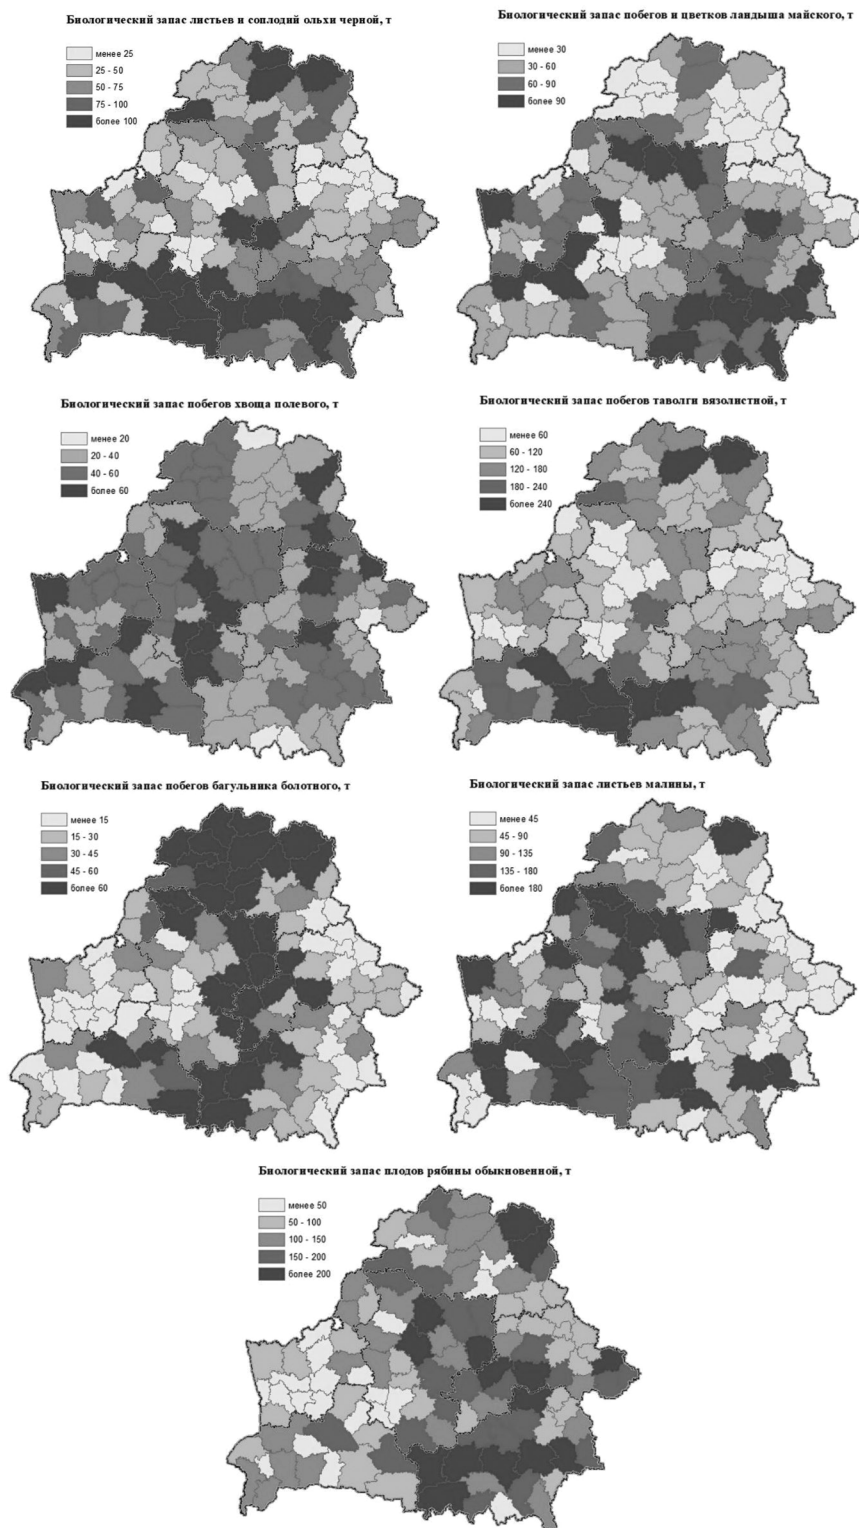 Биологический запас листьев и соплодий ольхи черной, т
менее 25
25 - 50
50 - 75
75 - 100
более 100
Биологический запас побегов и цветков ландыша майского, т
менее 30
30 - 60
60 - 90
более 90
Биологический запас побегов хвоща полевого, т
менее 20
20 - 40
40 - 60
более 60
Биологический запас побегов таволги вязолистной, т
менее 60
60 - 120
120 - 180
180 - 240
более 240
Биологический запас побегов багульника болотного, т
менее 15
15 - 30
30 - 45
45 - 60
более 60
Биологический запас листьев малины, т
менее 45
45 - 90
90 - 135
135 - 180
более 180
Биологический запас плодов рябины обыкновенной, т
менее 50
50 - 100
100 - 150
150 - 200
более 200